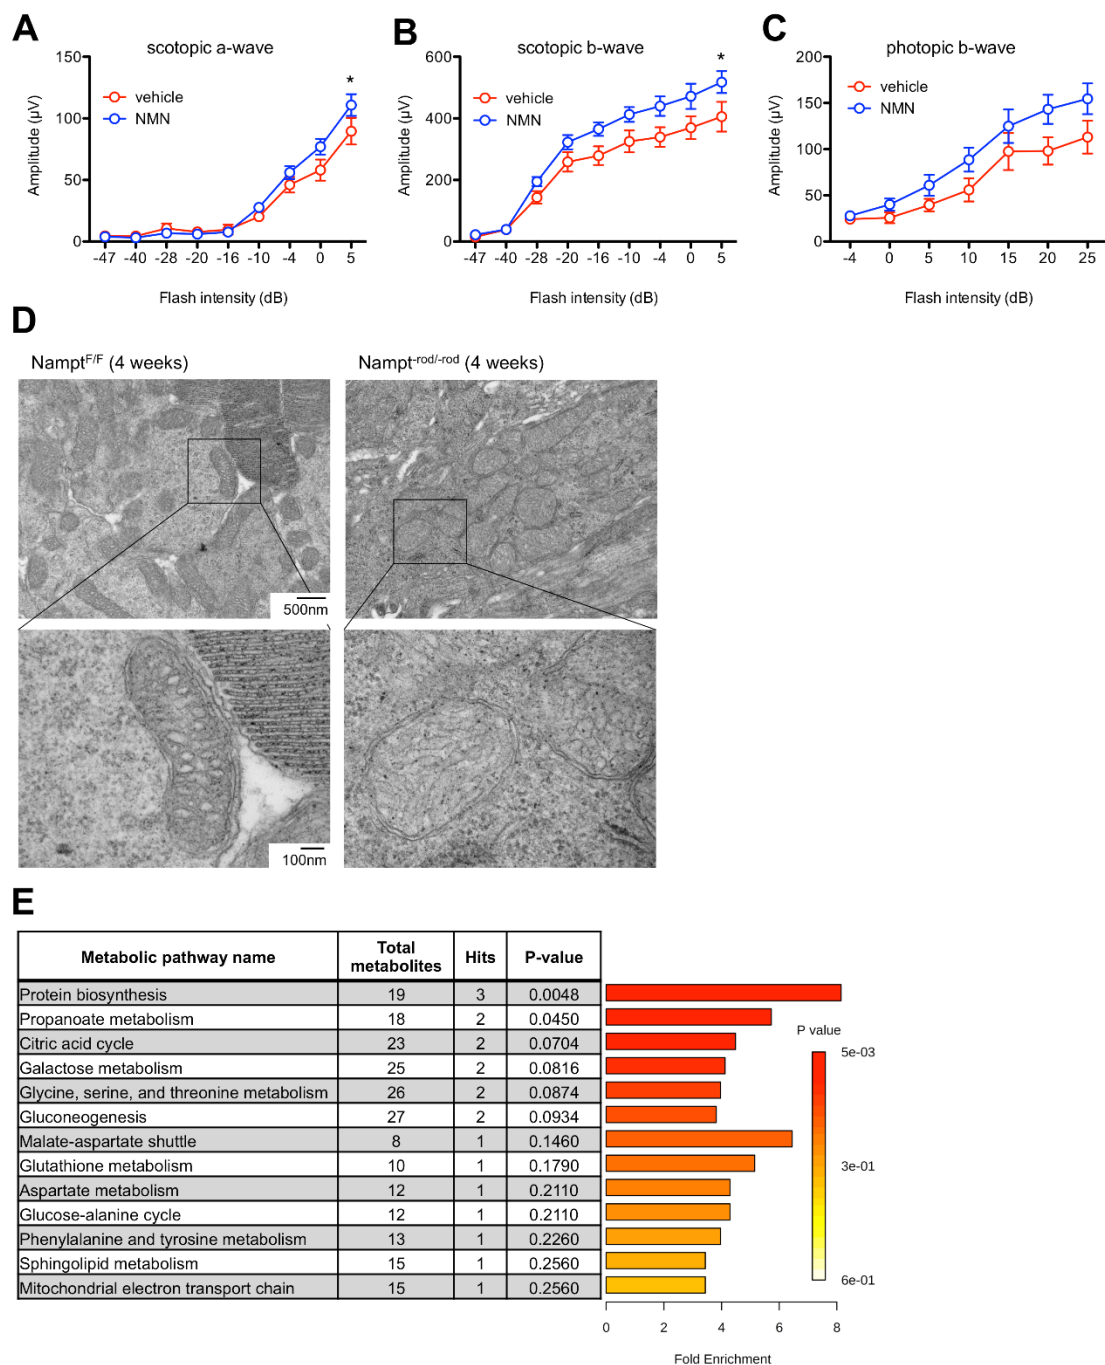 A
scotopic a-wave
150
100
50
0
Amplitude (µV)
vehicle
NMN
*
-47 -40 -28 -20 -16 -10 -4 0 5
Flash intensity (dB)
B
scotopic b-wave
600
400
200
0
Amplitude (µV)
vehicle
NMN
*
-47 -40 -28 -20 -16 -10 -4 0 5
Flash intensity (dB)
C
photopic b-wave
200
150
100
50
0
Amplitude (µV)
vehicle
NMN
-4 0 5 10 15 20 25
Flash intensity (dB)
D
Nampt^F/F (4 weeks)
Nampt^-rod/-rod (4 weeks)
500nm
100nm
E
Metabolic pathway name Total metabolites Hits P-value
Protein biosynthesis 19 3 0.0048
Propanoate metabolism 18 2 0.0450
Citric acid cycle 23 2 0.0704
Galactose metabolism 25 2 0.0816
Glycine, serine, and threonine metabolism 26 2 0.0874
Gluconeogenesis 27 2 0.0934
Malate-aspartate shuttle 8 1 0.1460
Glutathione metabolism 10 1 0.1790
Aspartate metabolism 12 1 0.2110
Glucose-alanine cycle 12 1 0.2110
Phenylalanine and tyrosine metabolism 13 1 0.2260
Sphingolipid metabolism 15 1 0.2560
Mitochondrial electron transport chain 15 1 0.2560
P value
5e-03
3e-01
6e-01
0 2 4 6 8
Fold Enrichment